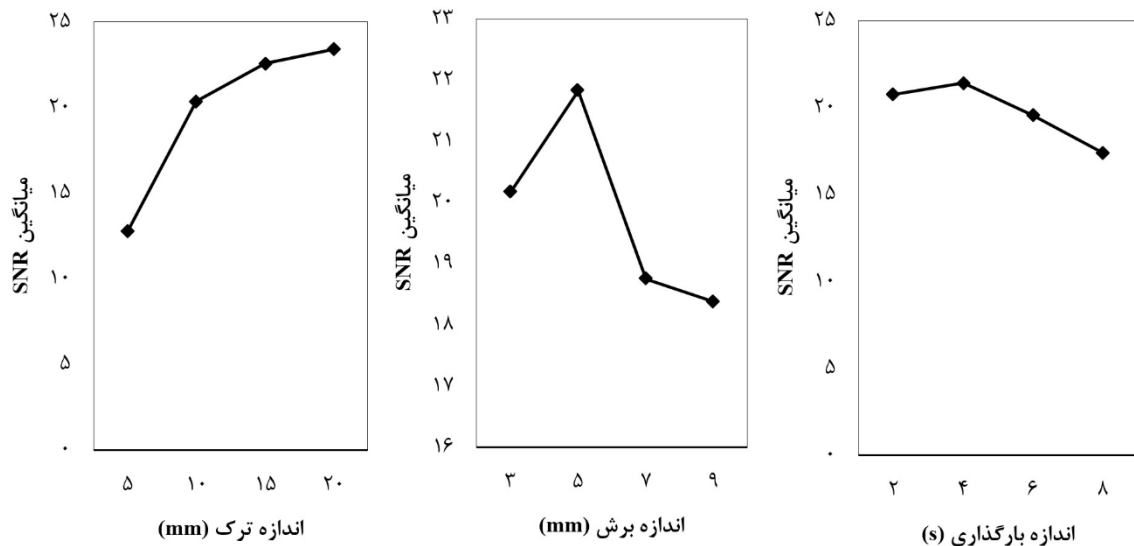 ۲۵
۲۰
۱۵
۱۰
۵
۰
میانگین SNR
۵ ۱۰ ۱۵ ۲۰
اندازه ترک (mm)
۲۳
۲۲
۲۱
۲۰
۱۹
۱۸
۱۷
۱۶
میانگین SNR
۳ ۵ ۷ ۹
اندازه برش (mm)
۲۵
۲۰
۱۵
۱۰
۵
۰
میانگین SNR
۲ ۴ ۶ ۸
اندازه بارگذاری (s)